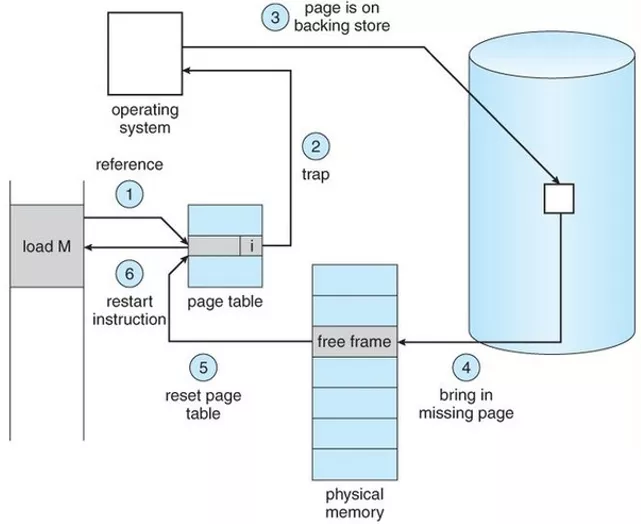 3
page is on
backing store
operating
system
2
trap
reference
1
load M
i
6
restart
instruction
page table
free frame
5
reset page
table
4
bring in
missing page
physical
memory